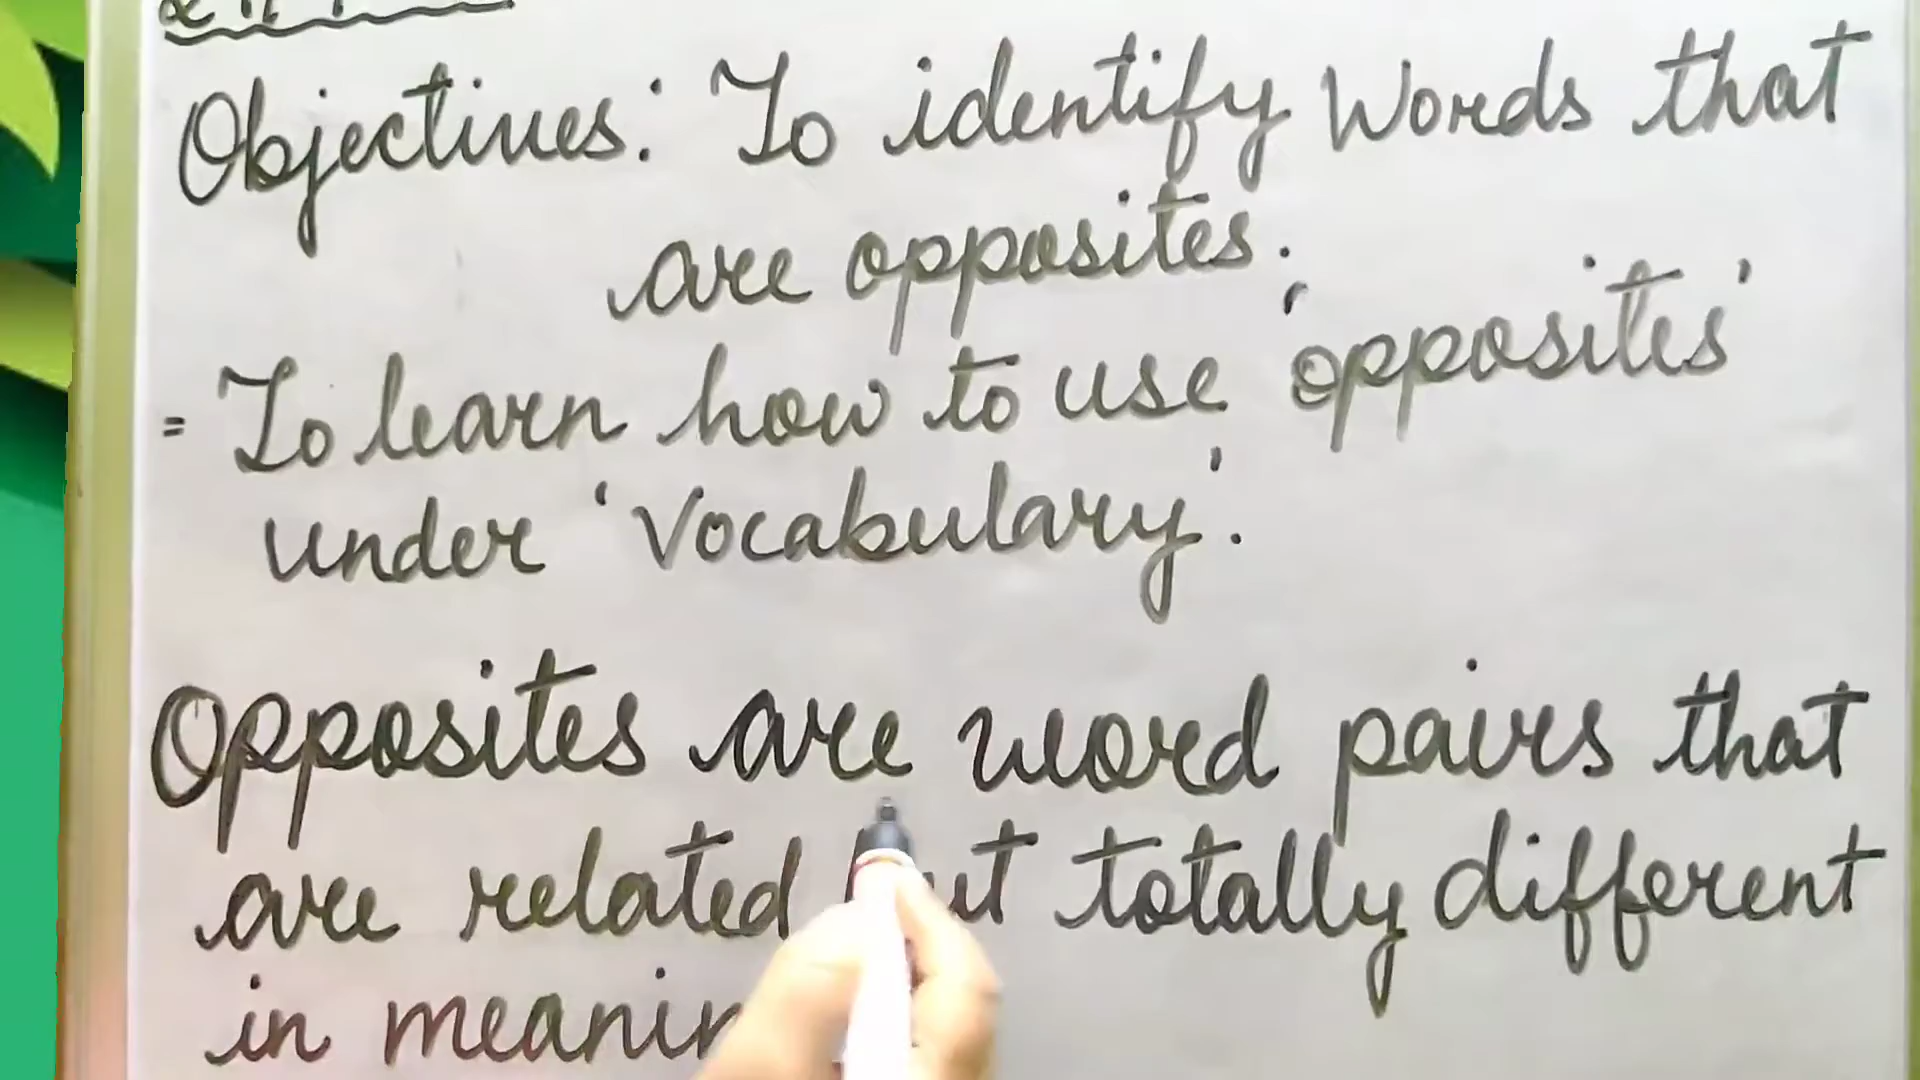 Objectives: To identify Words that
are opposites.
= To learn how to use 'opposites'
under 'Vocabulary'.
Opposites are word pairs that
are related totally different
in